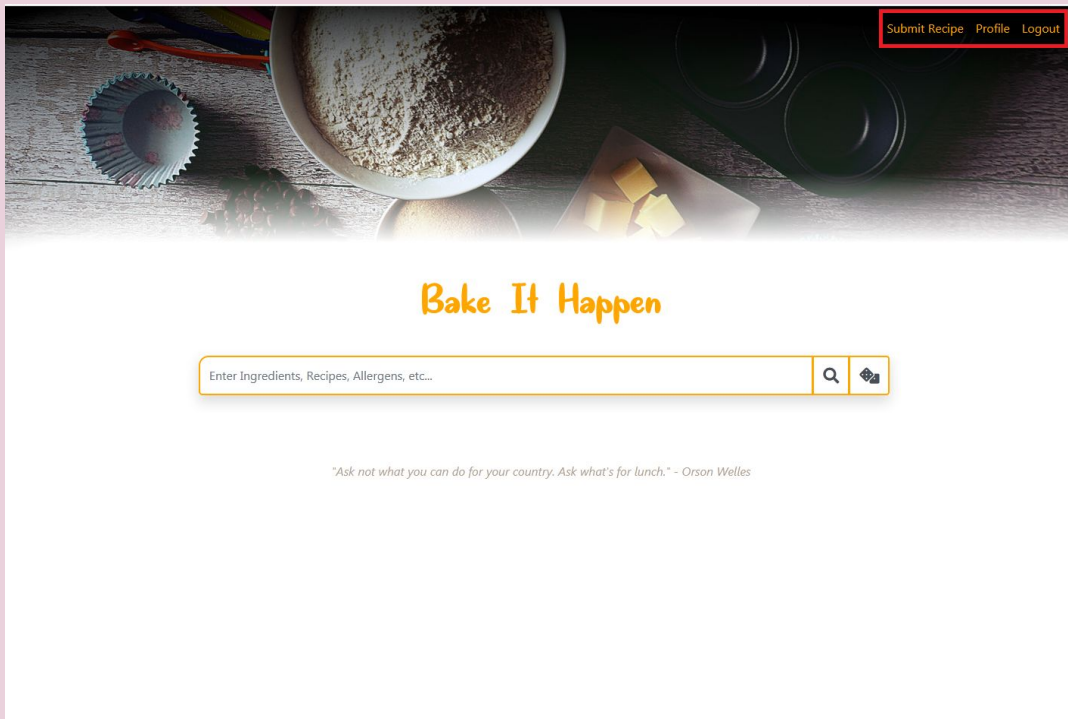 Submit Recipe Profile Logout
Bake It Happen
Enter Ingredients, Recipes, Allergens, etc...
"Ask not what you can do for your country. Ask what's for lunch." - Orson Welles